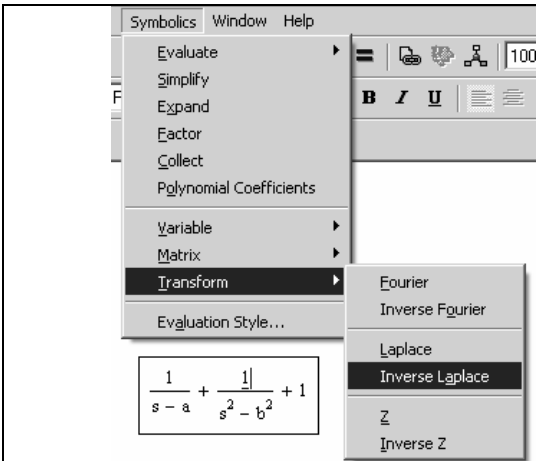 Symbolics Window Help
100
F B I U
Evaluate
Simplify
Expand
Factor
Collect
Polynomial Coefficients
Variable
Matrix
Transform
Evaluation Style...
Fourier
Inverse Fourier
Laplace
Inverse Laplace
Z
Inverse Z
1/(s - a) + 1/(s² - b²) + 1